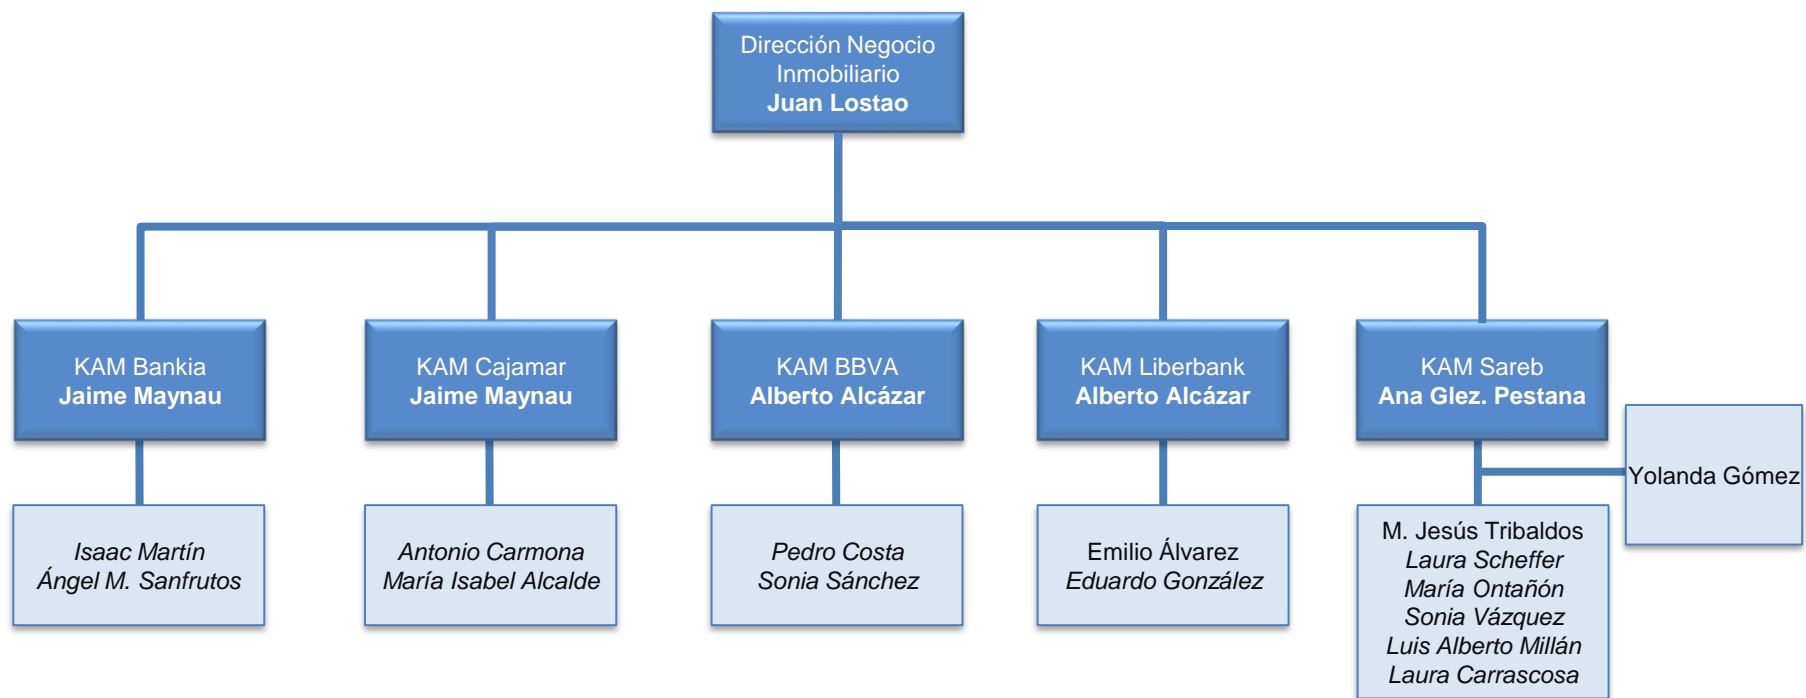 Dirección Negocio
Inmobiliario
Juan Lostao
KAM Bankia
Jaime Maynau
KAM Cajamar
Jaime Maynau
KAM BBVA
Alberto Alcázar
KAM Liberbank
Alberto Alcázar
KAM Sareb
Ana Glez. Pestana
Yolanda Gómez
Isaac Martín
Ángel M. Sanfrutos
Antonio Carmona
María Isabel Alcalde
Pedro Costa
Sonia Sánchez
Emilio Álvarez
Eduardo González
M. Jesús Tribaldos
Laura Scheffer
María Ontañón
Sonia Vázquez
Luis Alberto Millán
Laura Carrascosa